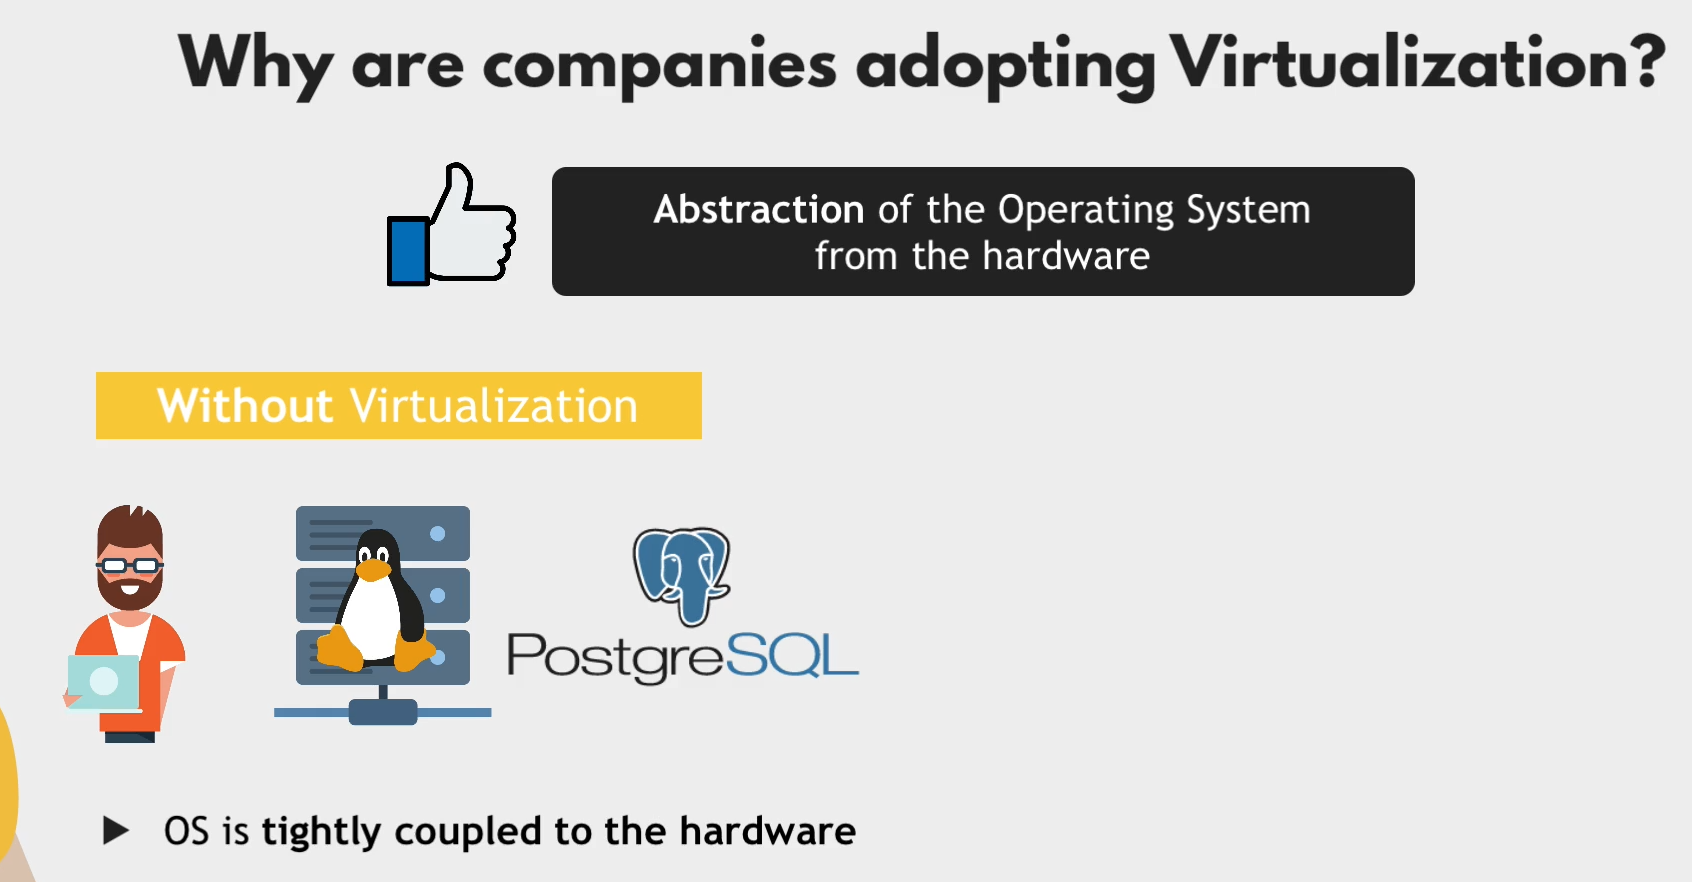 Why are companies adopting Virtualization?
Abstraction of the Operating System
from the hardware
Without Virtualization
PostgreSQL
OS is tightly coupled to the hardware